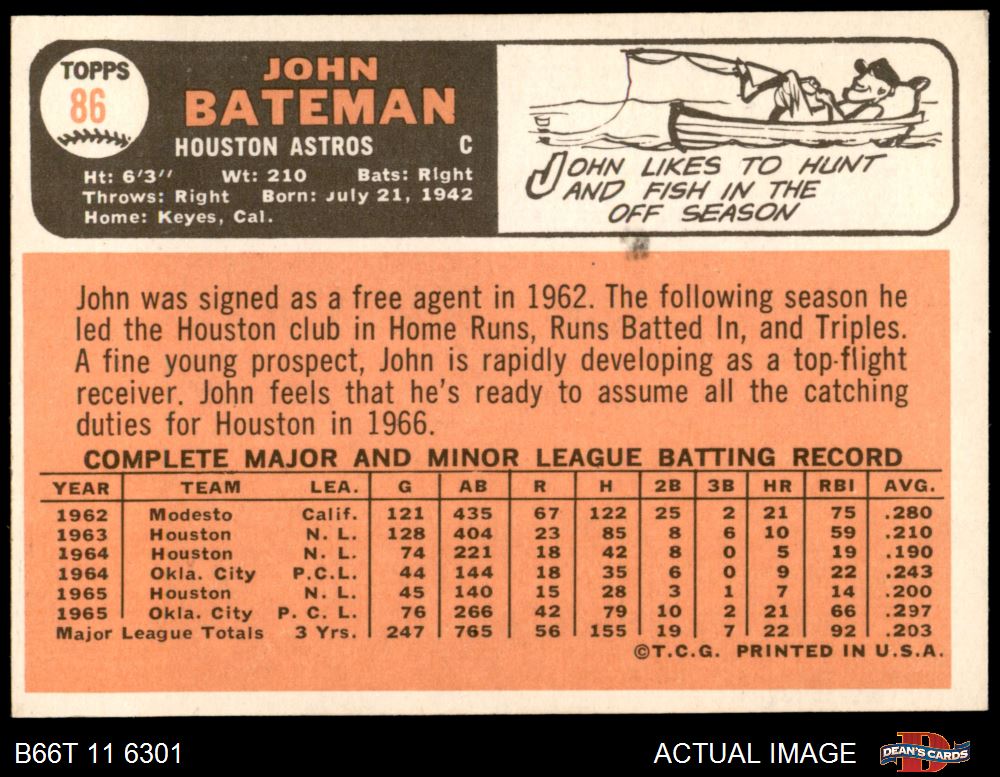 TOPPS
86
JOHN
BATEMAN
HOUSTON ASTROS C
Ht: 6'3" Wt: 210 Bats: Right
Throws: Right Born: July 21, 1942
Home: Keyes, Cal.
JOHN LIKES TO HUNT
AND FISH IN THE
OFF SEASON
John was signed as a free agent in 1962. The following season he
led the Houston club in Home Runs, Runs Batted In, and Triples.
A fine young prospect, John is rapidly developing as a top-flight
receiver. John feels that he's ready to assume all the catching
duties for Houston in 1966.
COMPLETE MAJOR AND MINOR LEAGUE BATTING RECORD
YEAR TEAM LEA. G AB R H 2B 3B HR RBI AVG.
1962 Modesto Calif. 121 435 67 122 25 2 21 75 .280
1963 Houston N. L. 128 404 23 85 8 6 10 59 .210
1964 Houston N. L. 74 221 18 42 8 0 5 19 .190
1964 Okla. City P.C.L. 44 144 18 35 6 0 9 22 .243
1965 Houston N. L. 45 140 15 28 3 1 7 14 .200
1965 Okla. City P. C. L. 76 266 42 79 10 2 21 66 .297
Major League Totals 3 Yrs. 247 765 56 155 19 7 22 92 .203
©T.C.G. PRINTED IN U.S.A.
B66T 11 6301 ACTUAL IMAGE DEAN'S CARDS